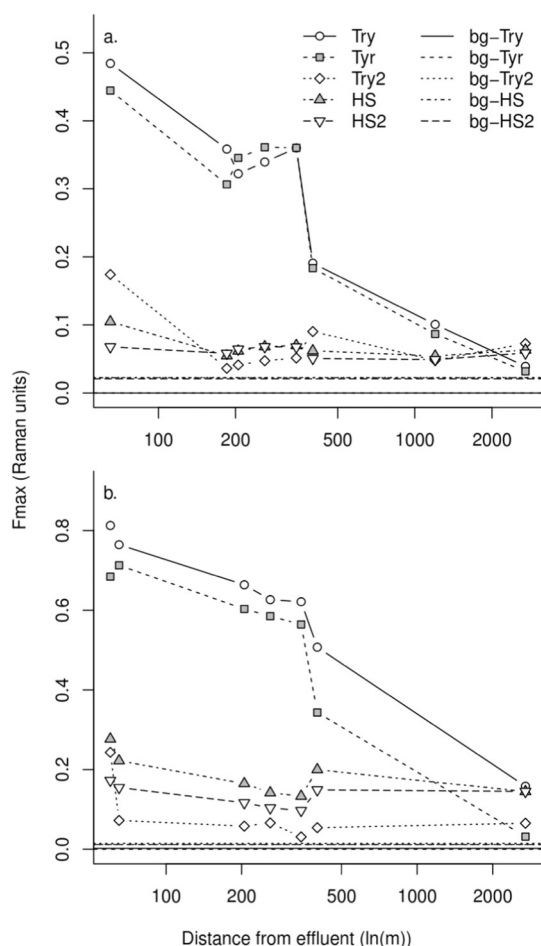 a.
Try bg−Try
Tyr bg−Tyr
Try2 bg−Try2
HS bg−HS
HS2 bg−HS2
0.5
0.4
0.3
0.2
0.1
0.0
100 200 500 1000 2000
Fmax (Raman units)
b.
0.8
0.6
0.4
0.2
0.0
100 200 500 1000 2000
Distance from effluent (ln(m))